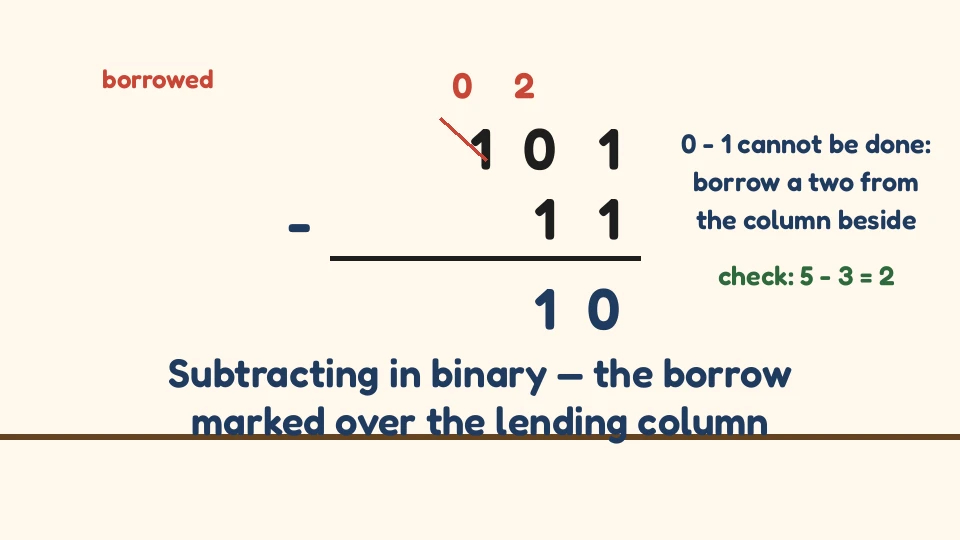 borrowed
0 2
1 0 1
- 1 1
1 0
0 - 1 cannot be done:
borrow a two from
the column beside
check: 5 - 3 = 2
Subtracting in binary — the borrow
marked over the lending column